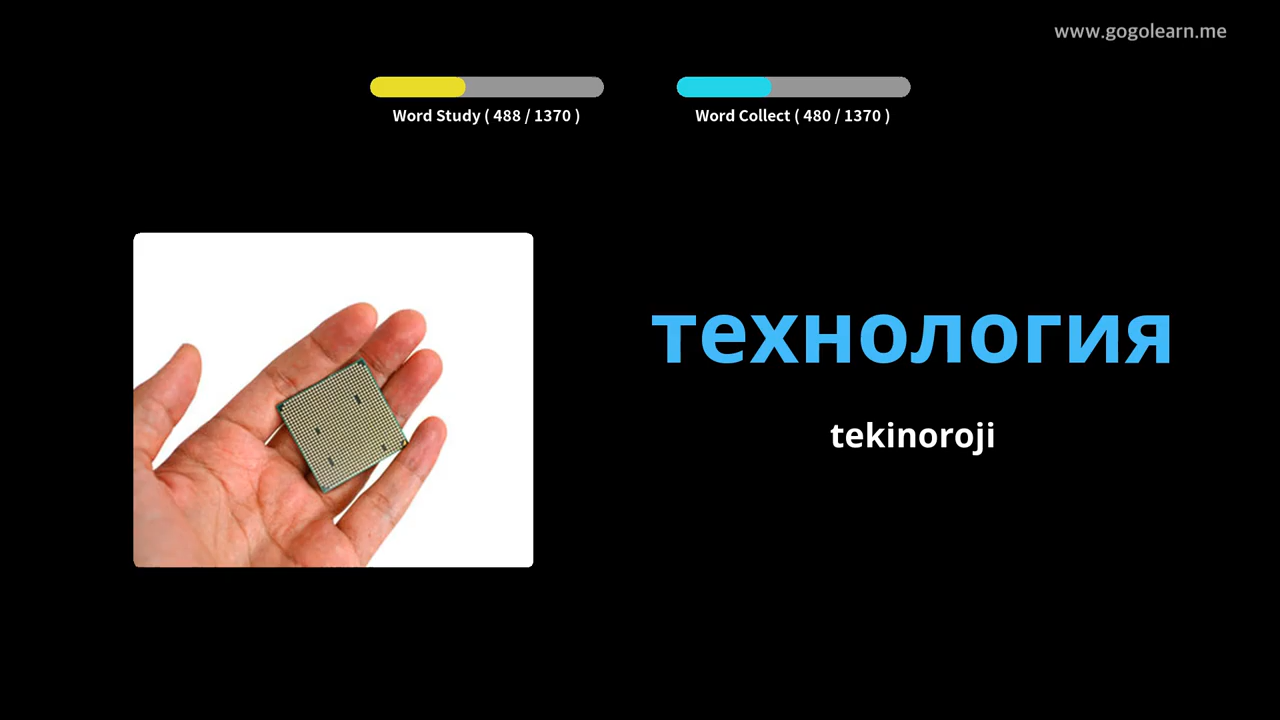 www.gogolearn.me
Word Study ( 488 / 1370 )
Word Collect ( 480 / 1370 )
технология
tekinoroji